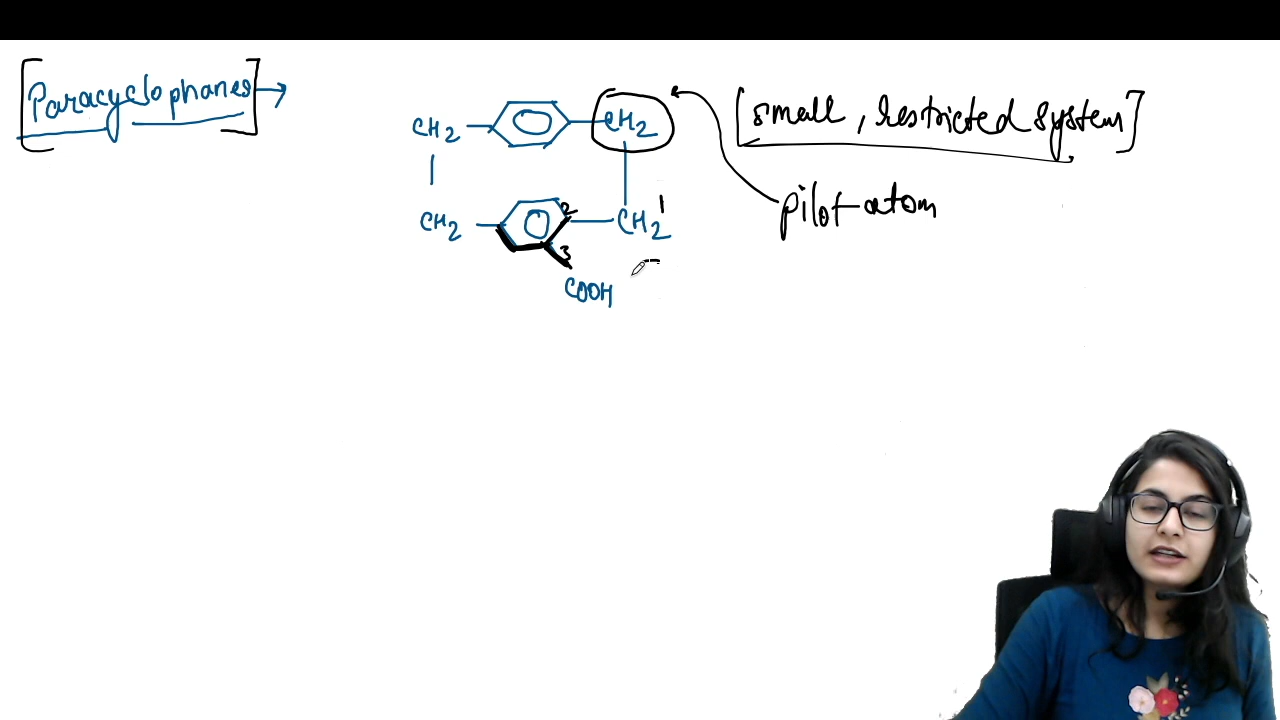 [Paracyclophanes] →
CH2 CH2
[small, restricted system]
pilot atom
CH2 2 CH2 1
3
COOH